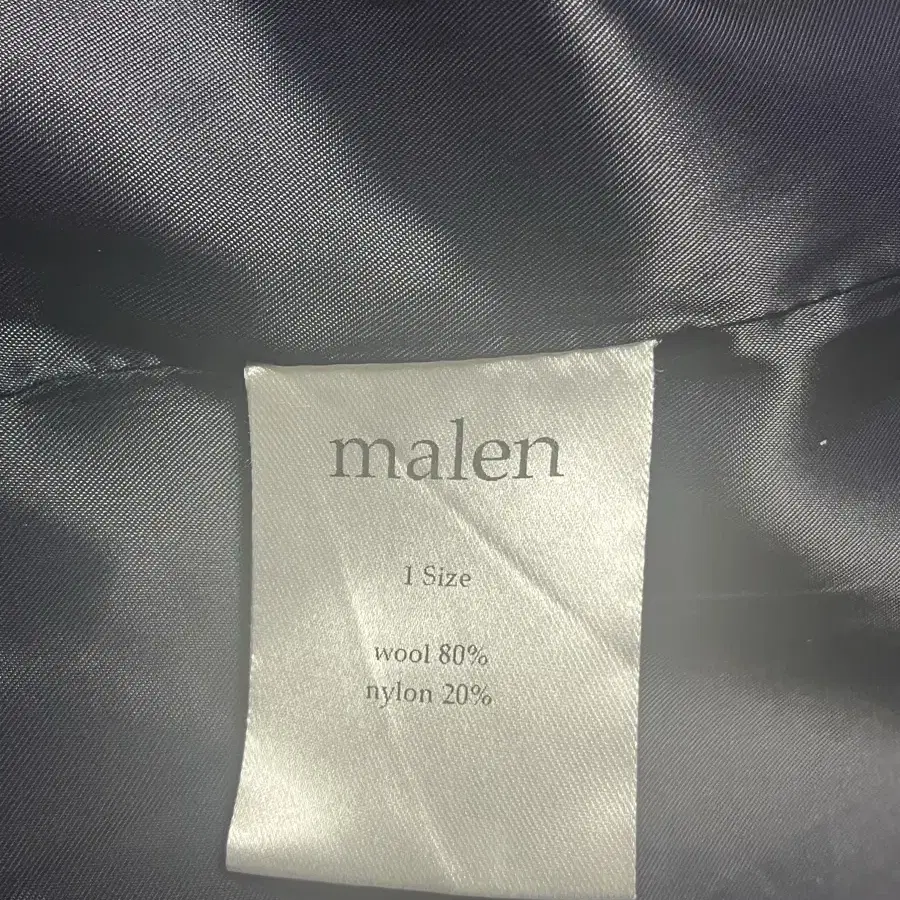 malen
1 Size
wool 80%
nylon 20%